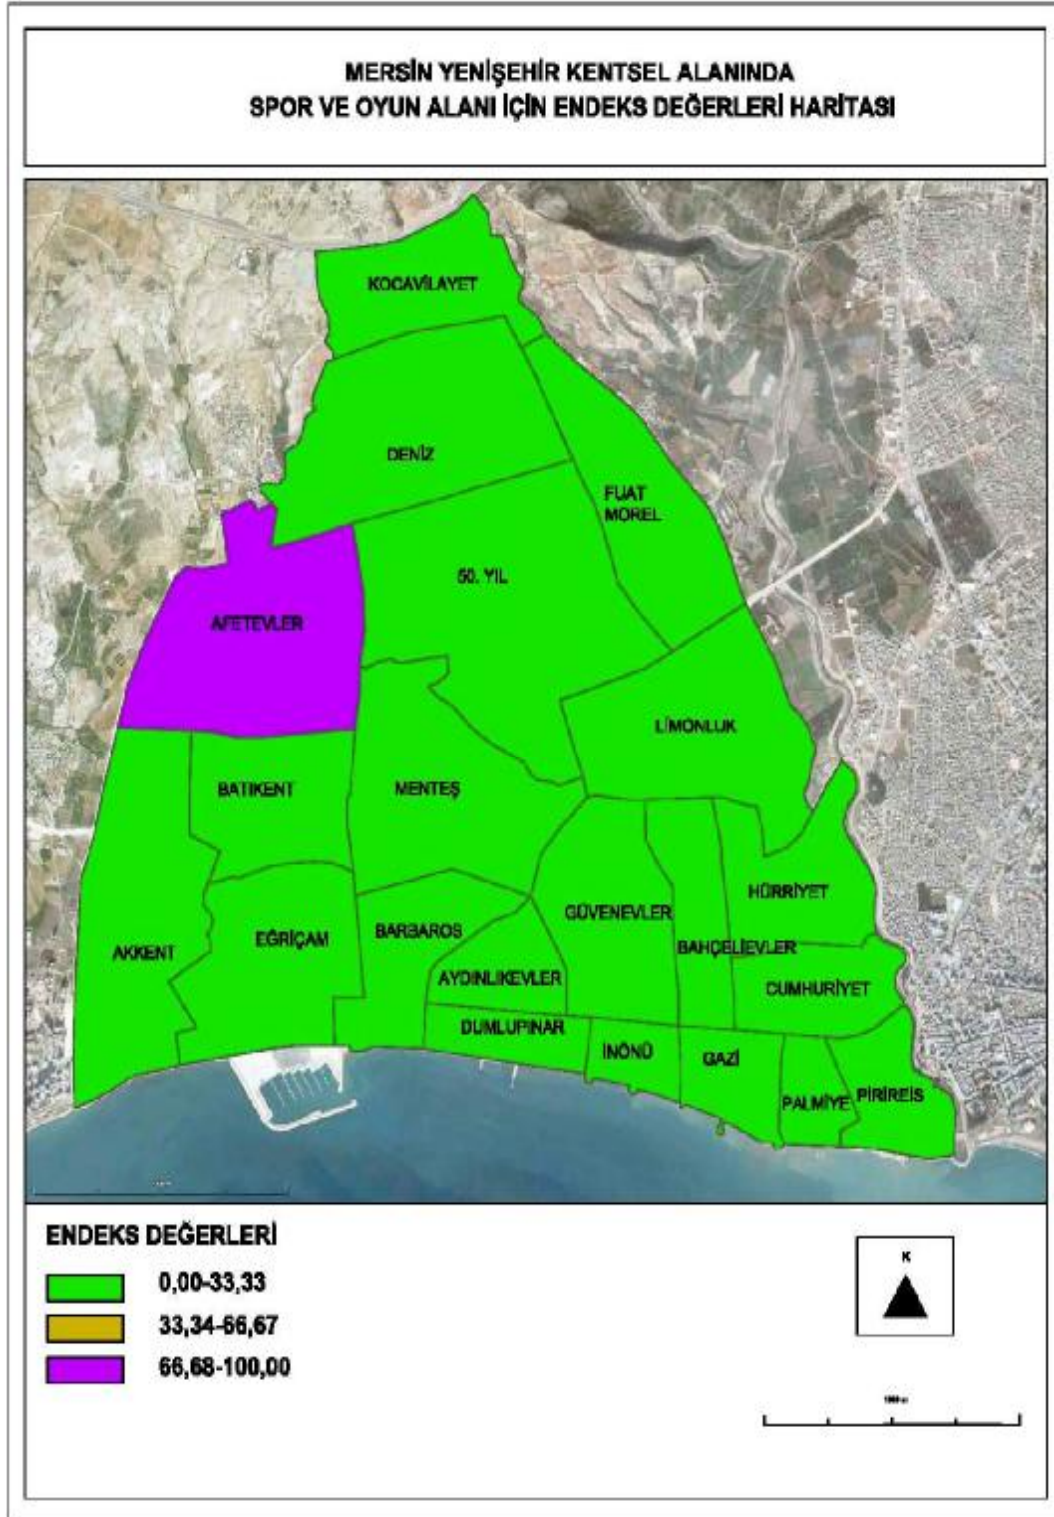 MERSİN YENİŞEHİR KENTSEL ALANINDA
SPOR VE OYUN ALANI İÇİN ENDEKS DEĞERLERİ HARİTASI
KOCAVİLAYET
DENİZ
FUAT
MOREL
50. YIL
AFETEVLER
LİMONLUK
BATIKENT
MENTEŞ
HÜRRİYET
GÜVENEVLER
BARBAROS
EĞRİÇAM
BAHÇELİEVLER
AKKENT
AYDINLIKEVLER
CUMHURİYET
DUMLUPINAR
İNÖNÜ
GAZİ
PALMİYE
PİRİREİS
ENDEKS DEĞERLERİ
0,00-33,33
33,34-66,67
66,68-100,00
K